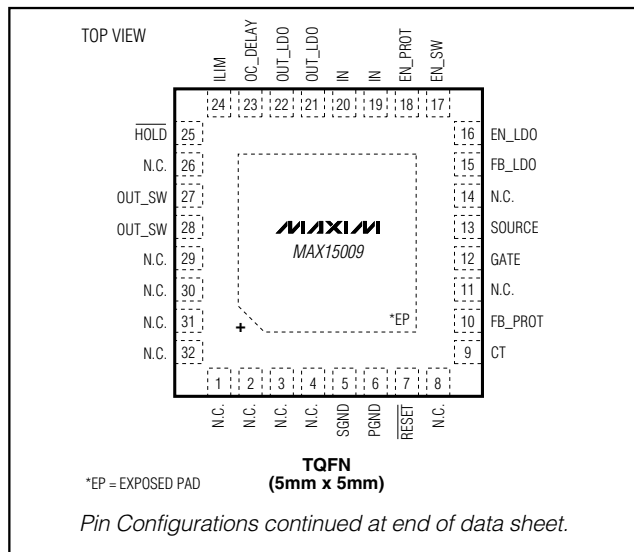 TOP VIEW
ILIM
OC_DELAY
OUT_LDO
OUT_LDO
IN
IN
EN_PROT
EN_SW
24 23 22 21 20 19 18 17
HOLD 25
N.C. 26
OUT_SW 27
OUT_SW 28
N.C. 29
N.C. 30
N.C. 31
N.C. 32
16 EN_LDO
15 FB_LDO
14 N.C.
13 SOURCE
12 GATE
11 N.C.
10 FB_PROT
9 CT
MAXIM
MAX15009
*EP
+
1 2 3 4 5 6 7 8
N.C.
N.C.
N.C.
N.C.
SGND
PGND
RESET
N.C.
*EP = EXPOSED PAD
TQFN
(5mm x 5mm)
Pin Configurations continued at end of data sheet.